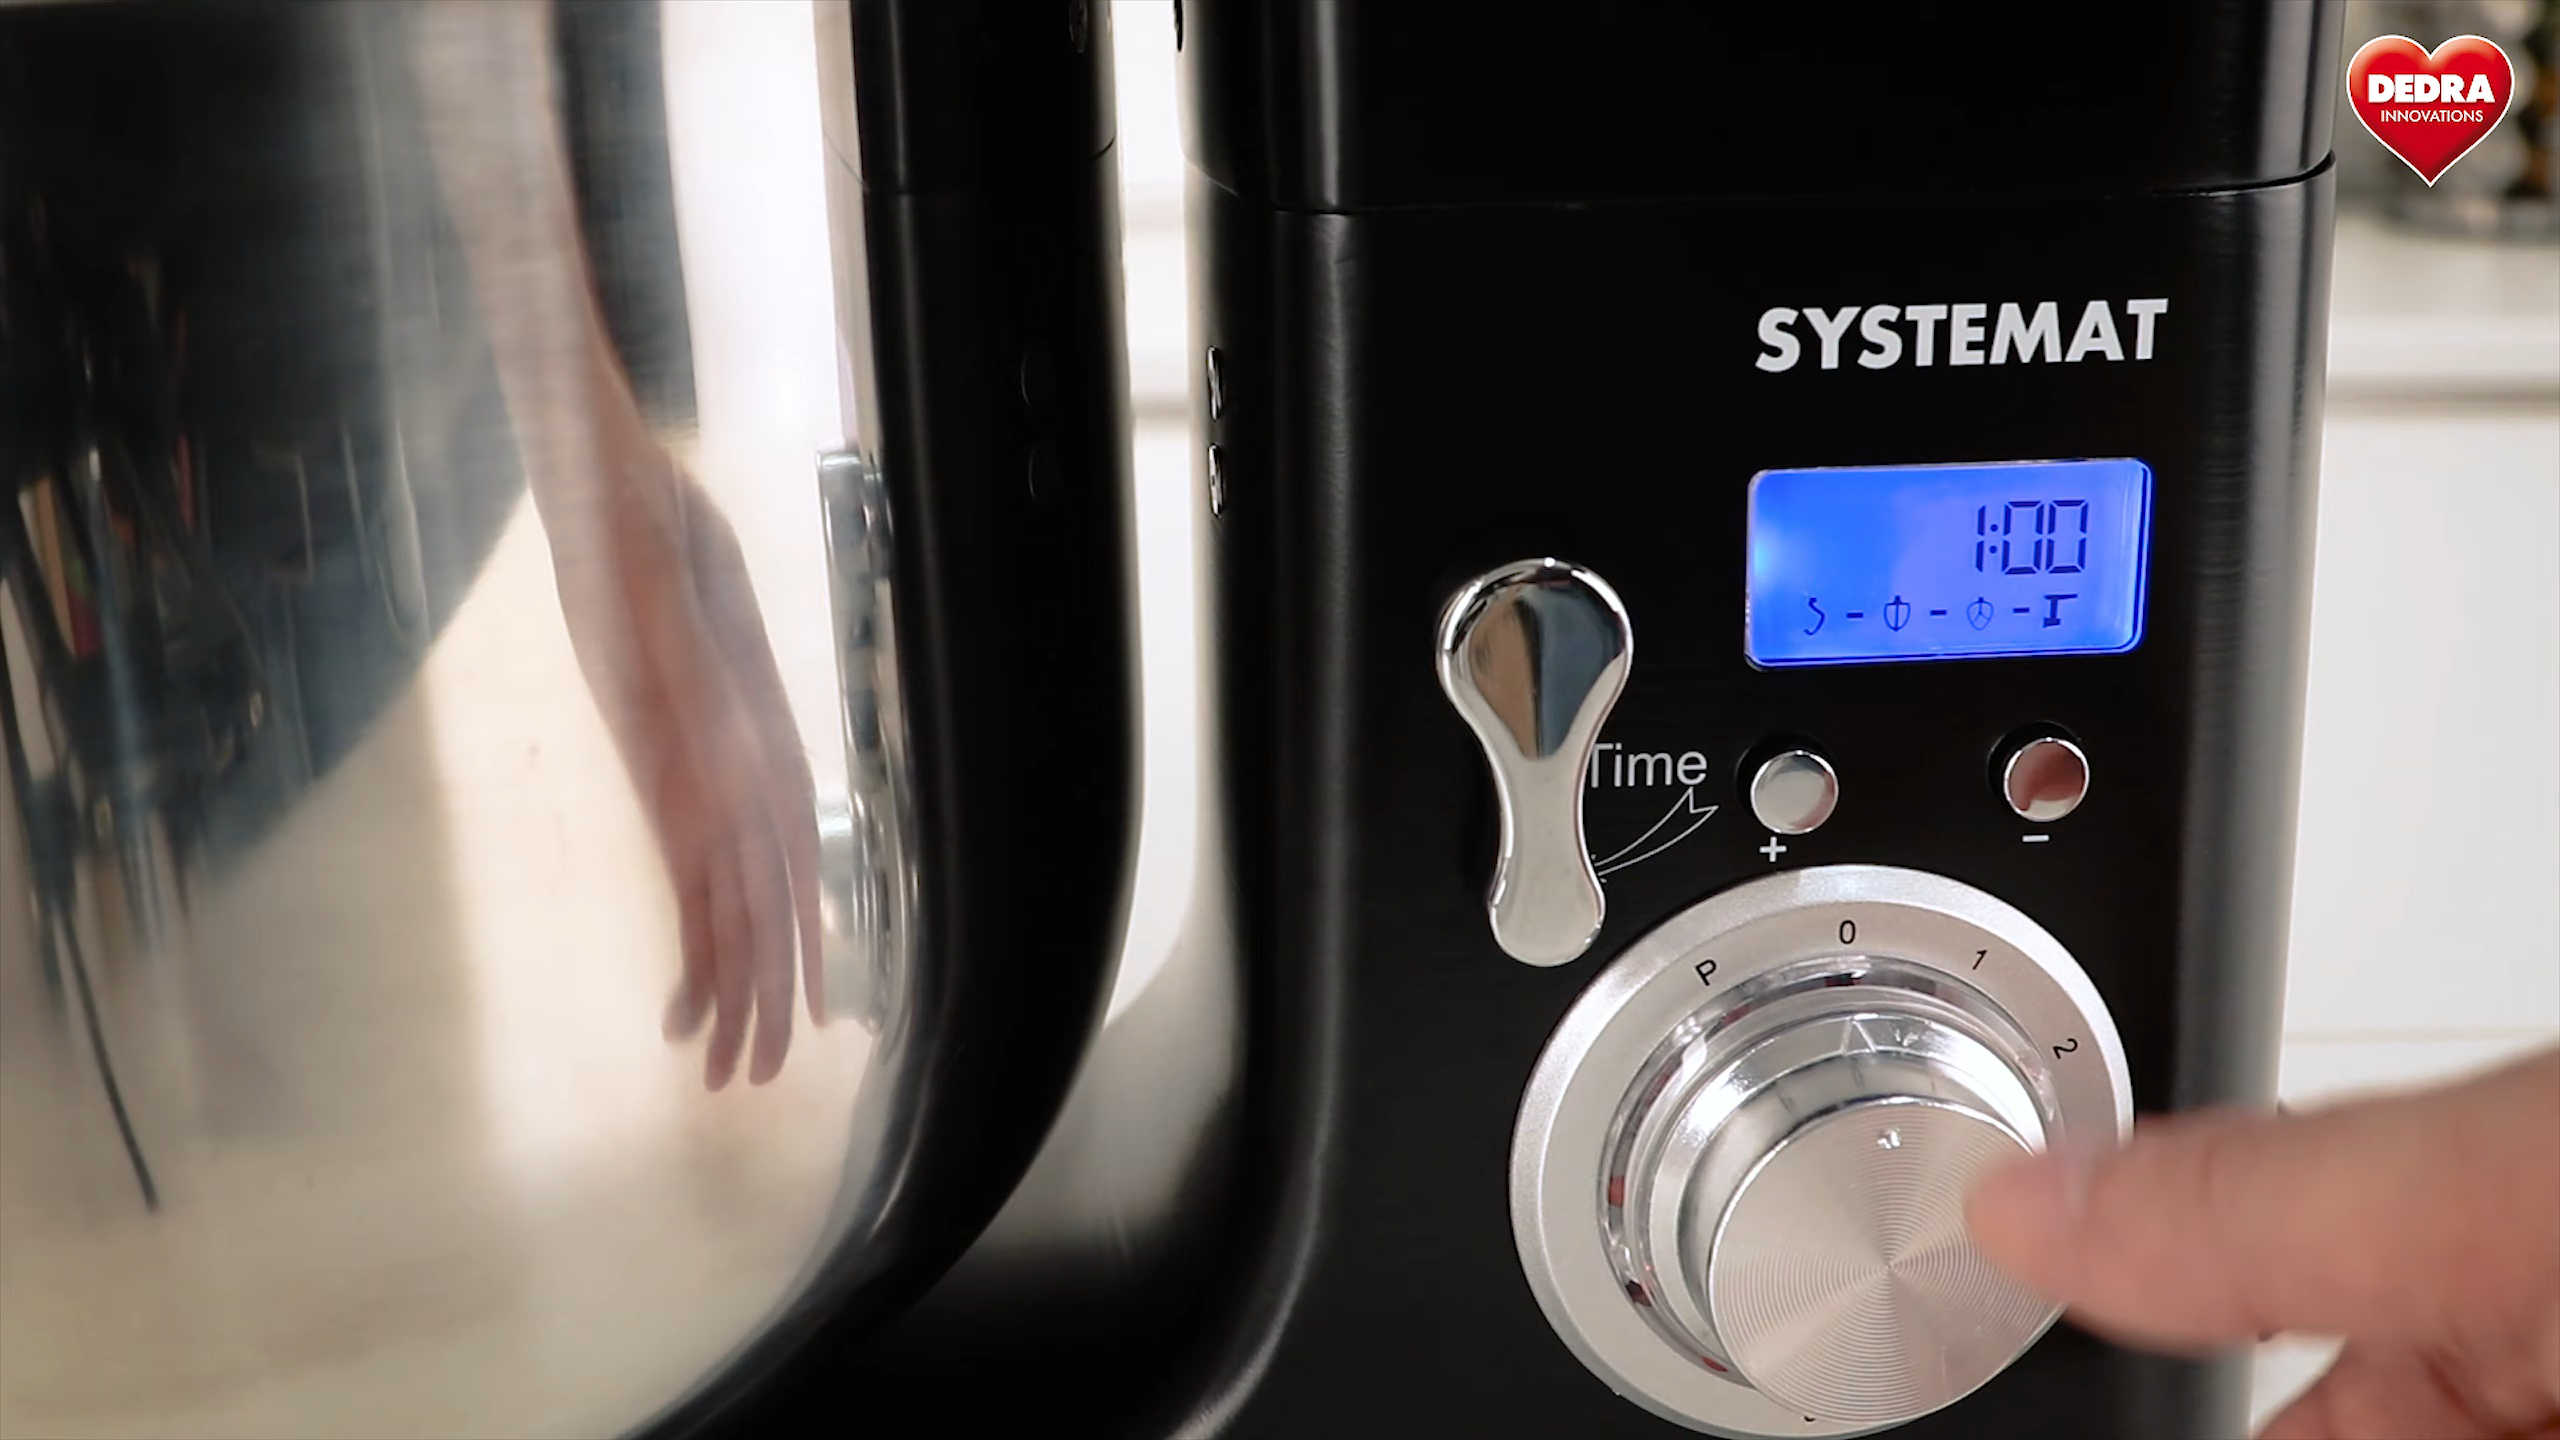 DEDRA
INNOVATIONS
SYSTEMAT
1:00
Time
+ -
P 0 1 2